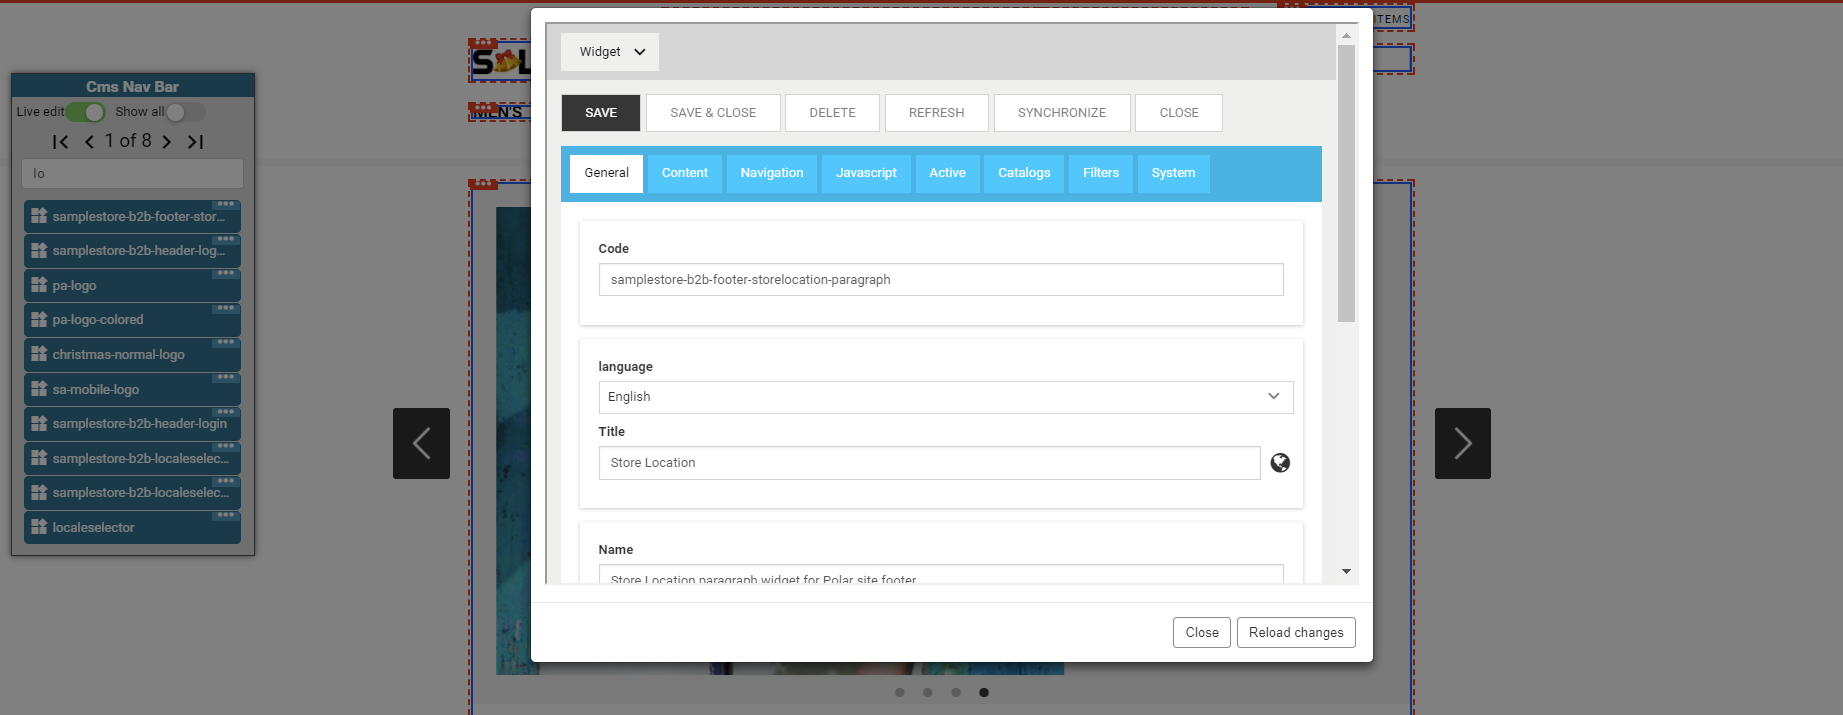 ITEMS
MEN'S
Cms Nav Bar
Live edit Show all
1 of 8
lo
samplestore-b2b-footer-stor...
samplestore-b2b-header-log...
pa-logo
pa-logo-colored
christmas-normal-logo
sa-mobile-logo
samplestore-b2b-header-login
samplestore-b2b-localeselec...
samplestore-b2b-localeselec...
localeselector
Widget
SAVE SAVE & CLOSE DELETE REFRESH SYNCHRONIZE CLOSE
General Content Navigation Javascript Active Catalogs Filters System
Code
samplestore-b2b-footer-storelocation-paragraph
language
English
Title
Store Location
Name
Store Location paragraph widget for Polar site footer
Close Reload changes